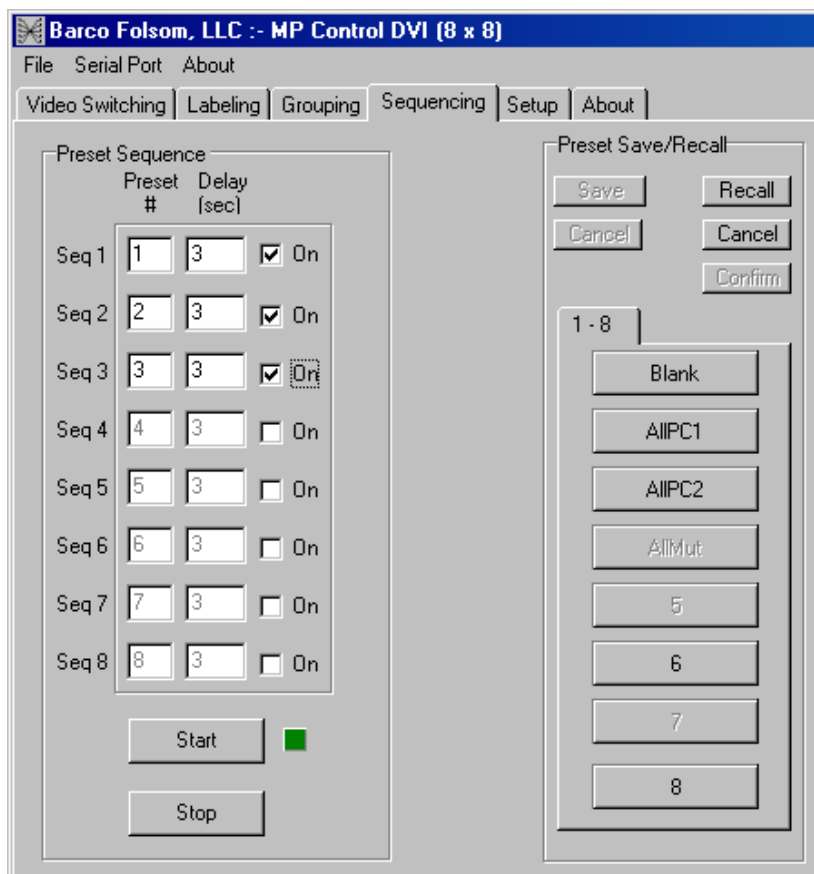 Barco Folsom, LLC :- MP Control DVI (8 x 8)
File Serial Port About
Video Switching Labeling Grouping Sequencing Setup About
Preset Sequence
Preset # Delay (sec)
Seq 1 1 3 On
Seq 2 2 3 On
Seq 3 3 3 On
Seq 4 4 3 On
Seq 5 5 3 On
Seq 6 6 3 On
Seq 7 7 3 On
Seq 8 8 3 On
Start
Stop
Preset Save/Recall
Save Recall
Cancel Cancel
Confirm
1 - 8
Blank
AllPC1
AllPC2
AllMut
5
6
7
8